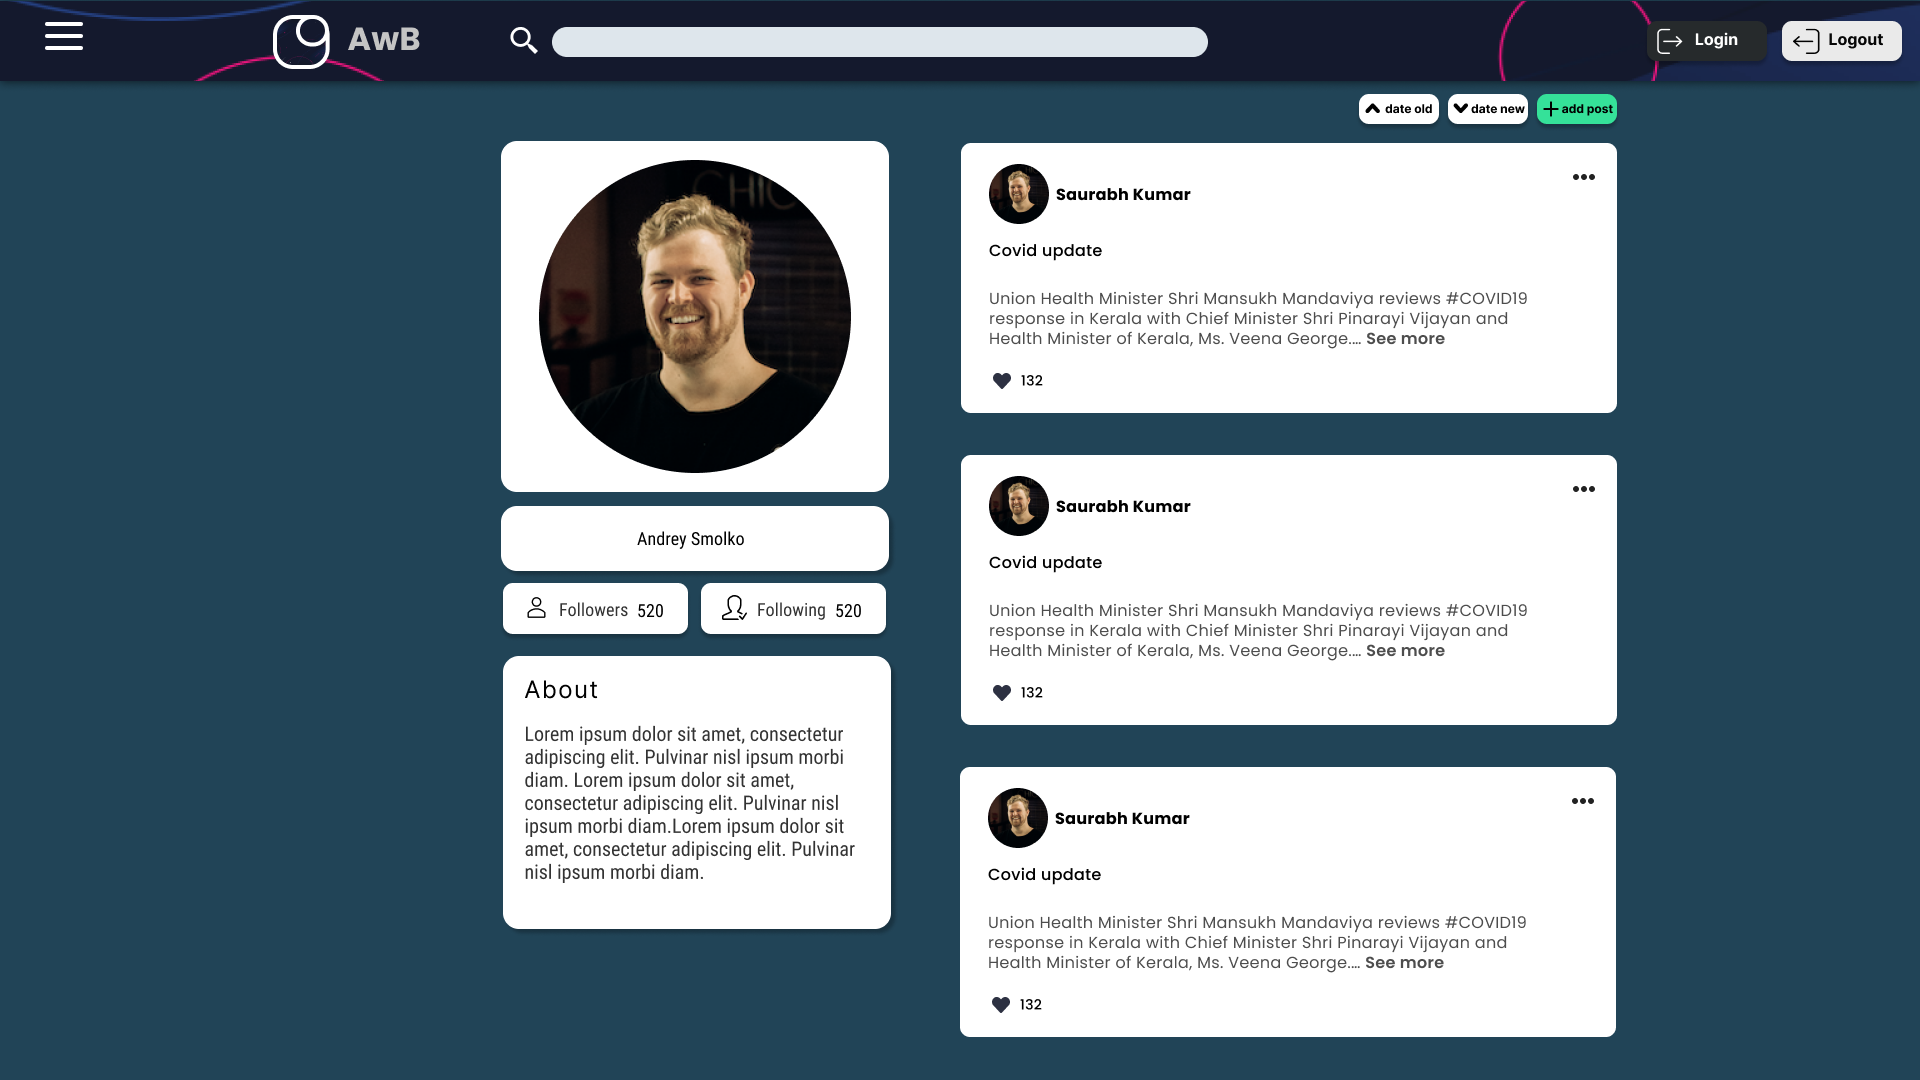 AwB
Login
Logout
date old
date new
add post
CHIC
Andrey Smolko
Followers 520
Following 520
About
Lorem ipsum dolor sit amet, consectetur
adipiscing elit. Pulvinar nisl ipsum morbi
diam. Lorem ipsum dolor sit amet,
consectetur adipiscing elit. Pulvinar nisl
ipsum morbi diam.Lorem ipsum dolor sit
amet, consectetur adipiscing elit. Pulvinar
nisl ipsum morbi diam.
Saurabh Kumar
Covid update
Union Health Minister Shri Mansukh Mandaviya reviews #COVID19
response in Kerala with Chief Minister Shri Pinarayi Vijayan and
Health Minister of Kerala, Ms. Veena George.... See more
132
Saurabh Kumar
Covid update
Union Health Minister Shri Mansukh Mandaviya reviews #COVID19
response in Kerala with Chief Minister Shri Pinarayi Vijayan and
Health Minister of Kerala, Ms. Veena George.... See more
132
Saurabh Kumar
Covid update
Union Health Minister Shri Mansukh Mandaviya reviews #COVID19
response in Kerala with Chief Minister Shri Pinarayi Vijayan and
Health Minister of Kerala, Ms. Veena George.... See more
132